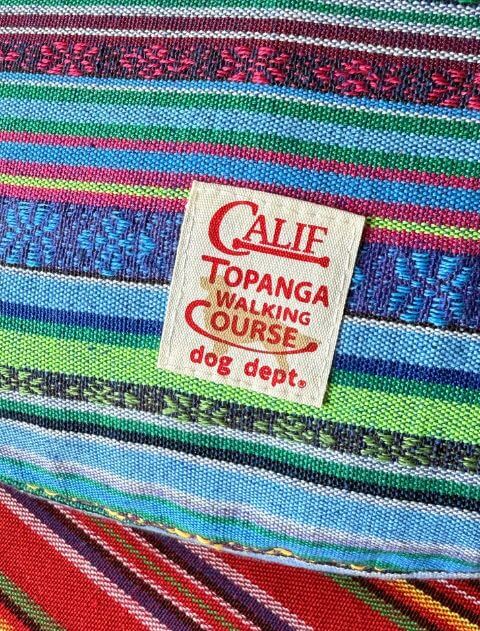 CALIF
TOPANGA
WALKING
COURSE
dog dept.